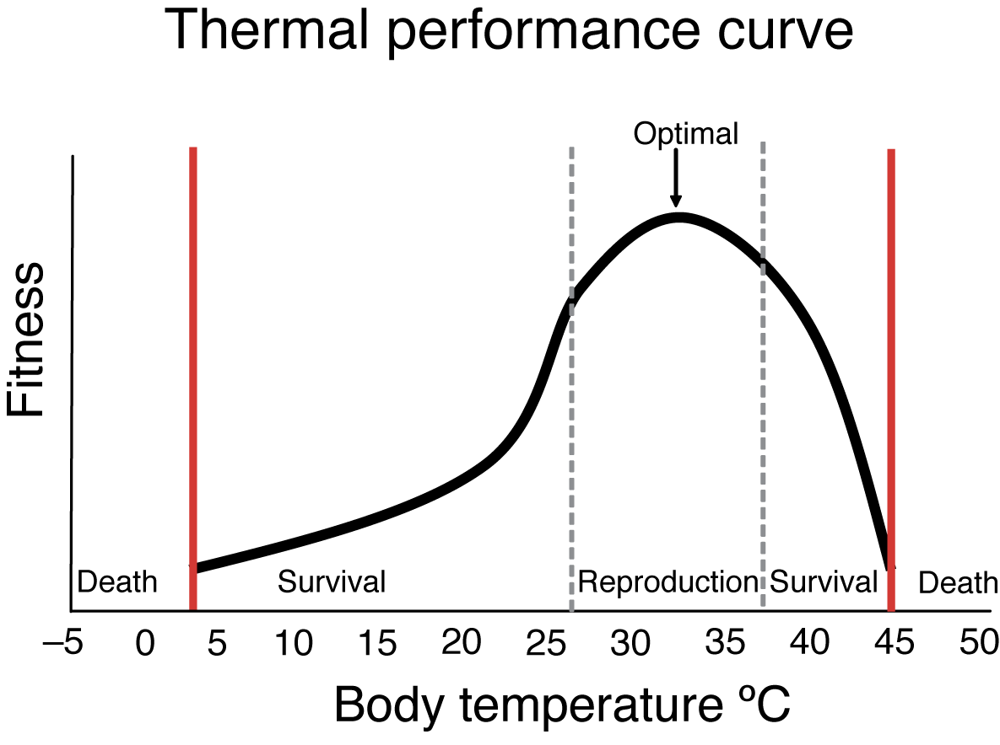 Thermal performance curve
Optimal
Fitness
Death Survival Reproduction Survival Death
–5 0 5 10 15 20 25 30 35 40 45 50
Body temperature ºC